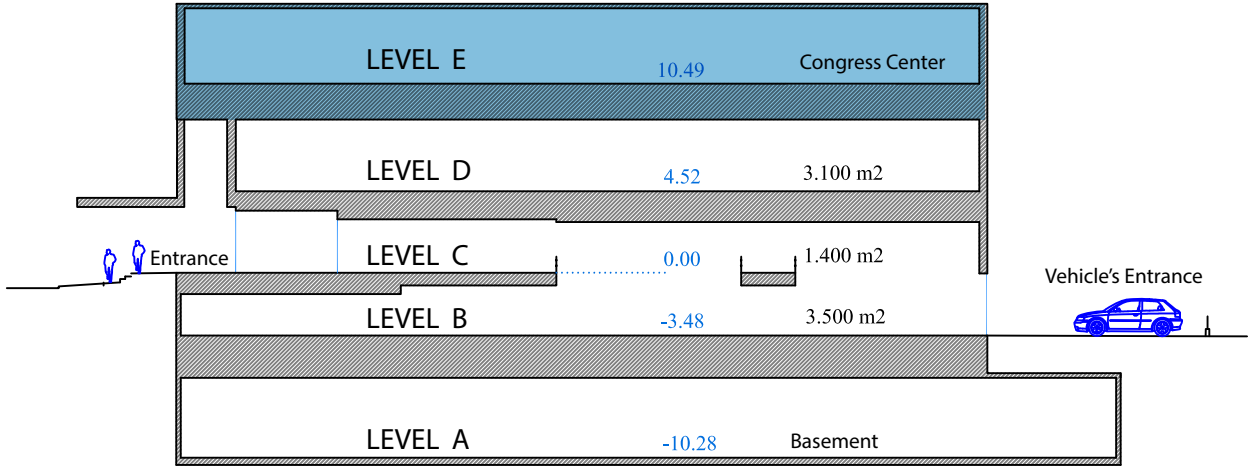 LEVEL E 10.49 Congress Center
LEVEL D 4.52 3.100 m2
Entrance LEVEL C 0.00 1.400 m2
Vehicle's Entrance
LEVEL B -3.48 3.500 m2
LEVEL A -10.28 Basement